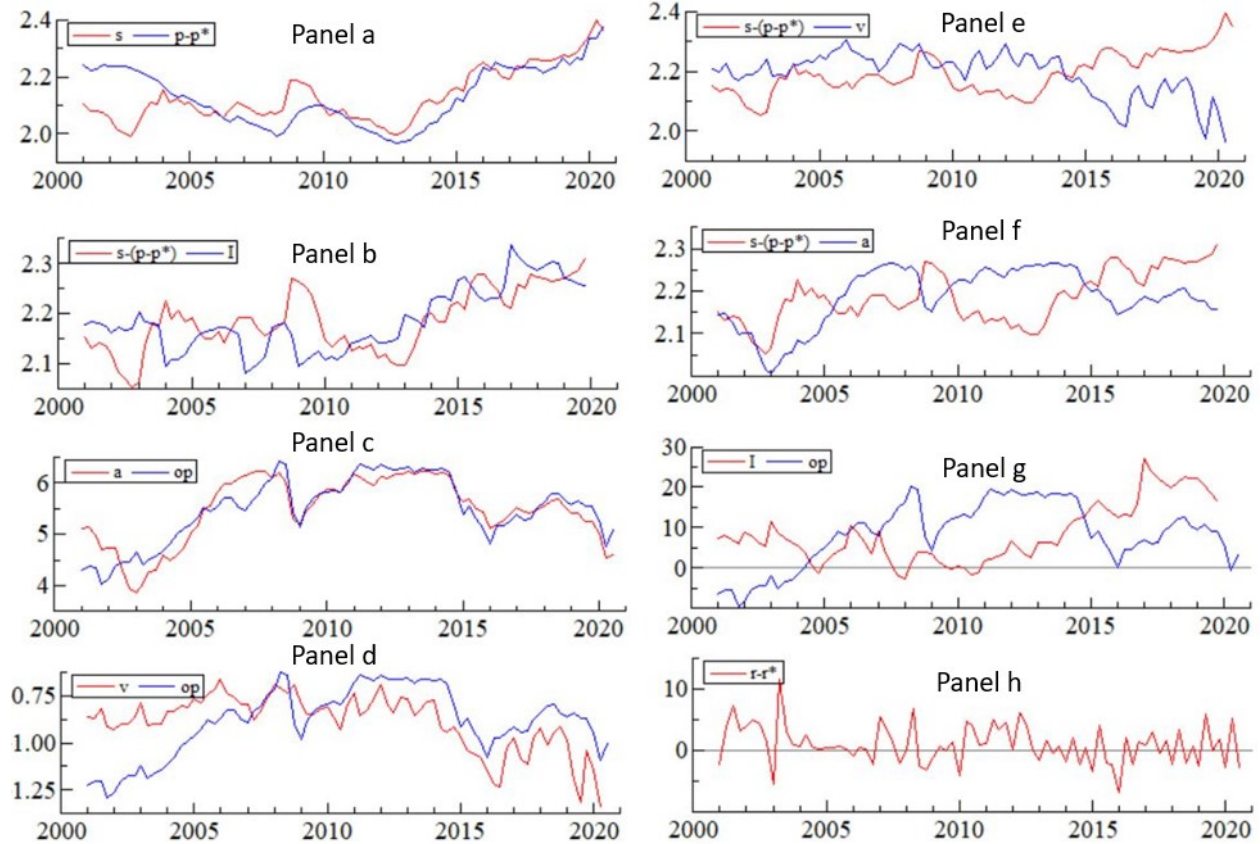 Panel a
s p-p*
2.4
2.2
2.0
2000 2005 2010 2015 2020
Panel e
s-(p-p*) v
2.4
2.2
2.0
2000 2005 2010 2015 2020
Panel b
s-(p-p*) I
2.3
2.2
2.1
2000 2005 2010 2015 2020
Panel f
s-(p-p*) a
2.3
2.2
2.1
2000 2005 2010 2015 2020
Panel c
a op
6
5
4
2000 2005 2010 2015 2020
Panel g
I op
30
20
10
0
2000 2005 2010 2015 2020
Panel d
v op
0.75
1.00
1.25
2000 2005 2010 2015 2020
Panel h
r-r*
10
0
2000 2005 2010 2015 2020